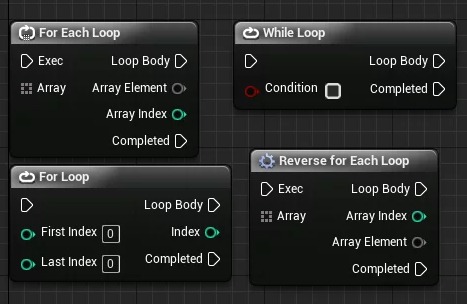 For Each Loop
Exec Loop Body
Array Array Element
Array Index
Completed
While Loop
Loop Body
Condition Completed
For Loop
Loop Body
First Index 0 Index
Last Index 0 Completed
Reverse for Each Loop
Exec Loop Body
Array Array Index
Array Element
Completed